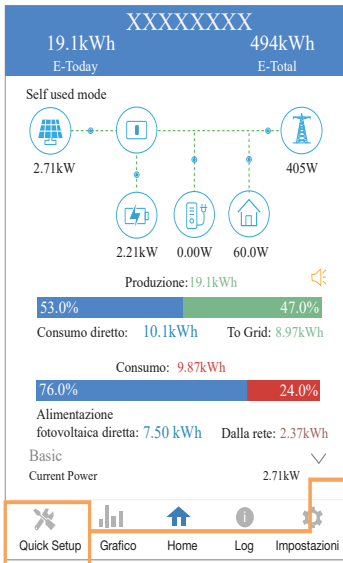 XXXXXXXX
19.1kWh 494kWh
E-Today E-Total
Self used mode
2.71kW 405W
2.21kW 0.00W 60.0W
Produzione: 19.1kWh
53.0% 47.0%
Consumo diretto: 10.1kWh To Grid: 8.97kWh
Consumo: 9.87kWh
76.0% 24.0%
Alimentazione
fotovoltaica diretta: 7.50 kWh Dalla rete: 2.37kWh
Basic
Current Power 2.71kW
Quick Setup Grafico Home Log Impostazioni